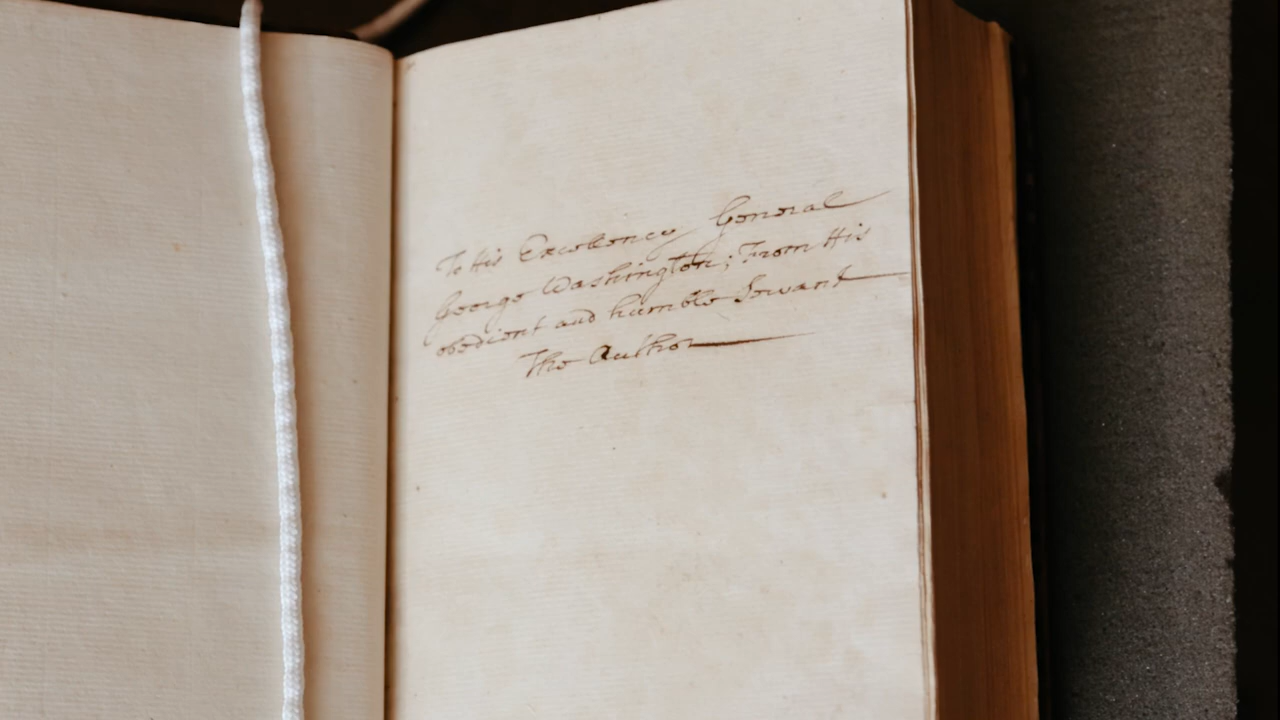 To His Excellency General
George Washington; From His
obedient and humble Servant
The Author